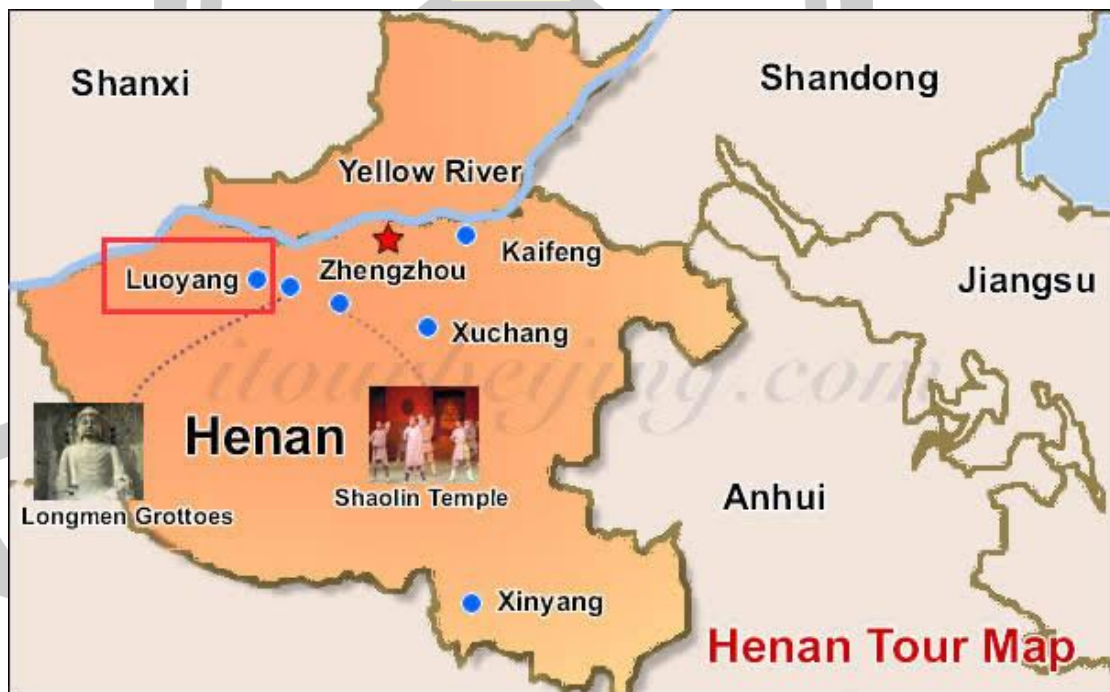 Shanxi
Shandong
Yellow River
Kaifeng
Luoyang
Zhengzhou
Jiangsu
Xuchang
itourbeijing.com
Henan
Shaolin Temple
Longmen Grottoes
Anhui
Xinyang
Henan Tour Map